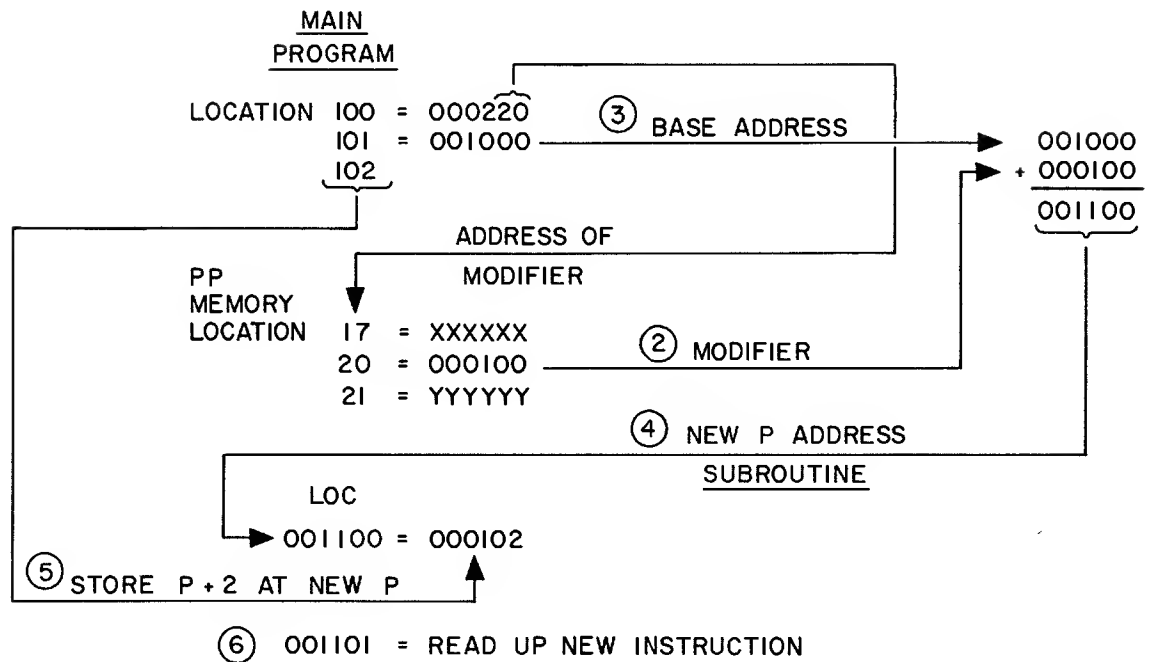 MAIN
PROGRAM
LOCATION 100 = 000220
101 = 001000
102
③ BASE ADDRESS
001000
+ 000100
001100
ADDRESS OF
MODIFIER
PP
MEMORY
LOCATION 17 = XXXXXX
20 = 000100
21 = YYYYYY
② MODIFIER
④ NEW P ADDRESS
SUBROUTINE
LOC
001100 = 000102
⑤ STORE P+2 AT NEW P
⑥ 001101 = READ UP NEW INSTRUCTION